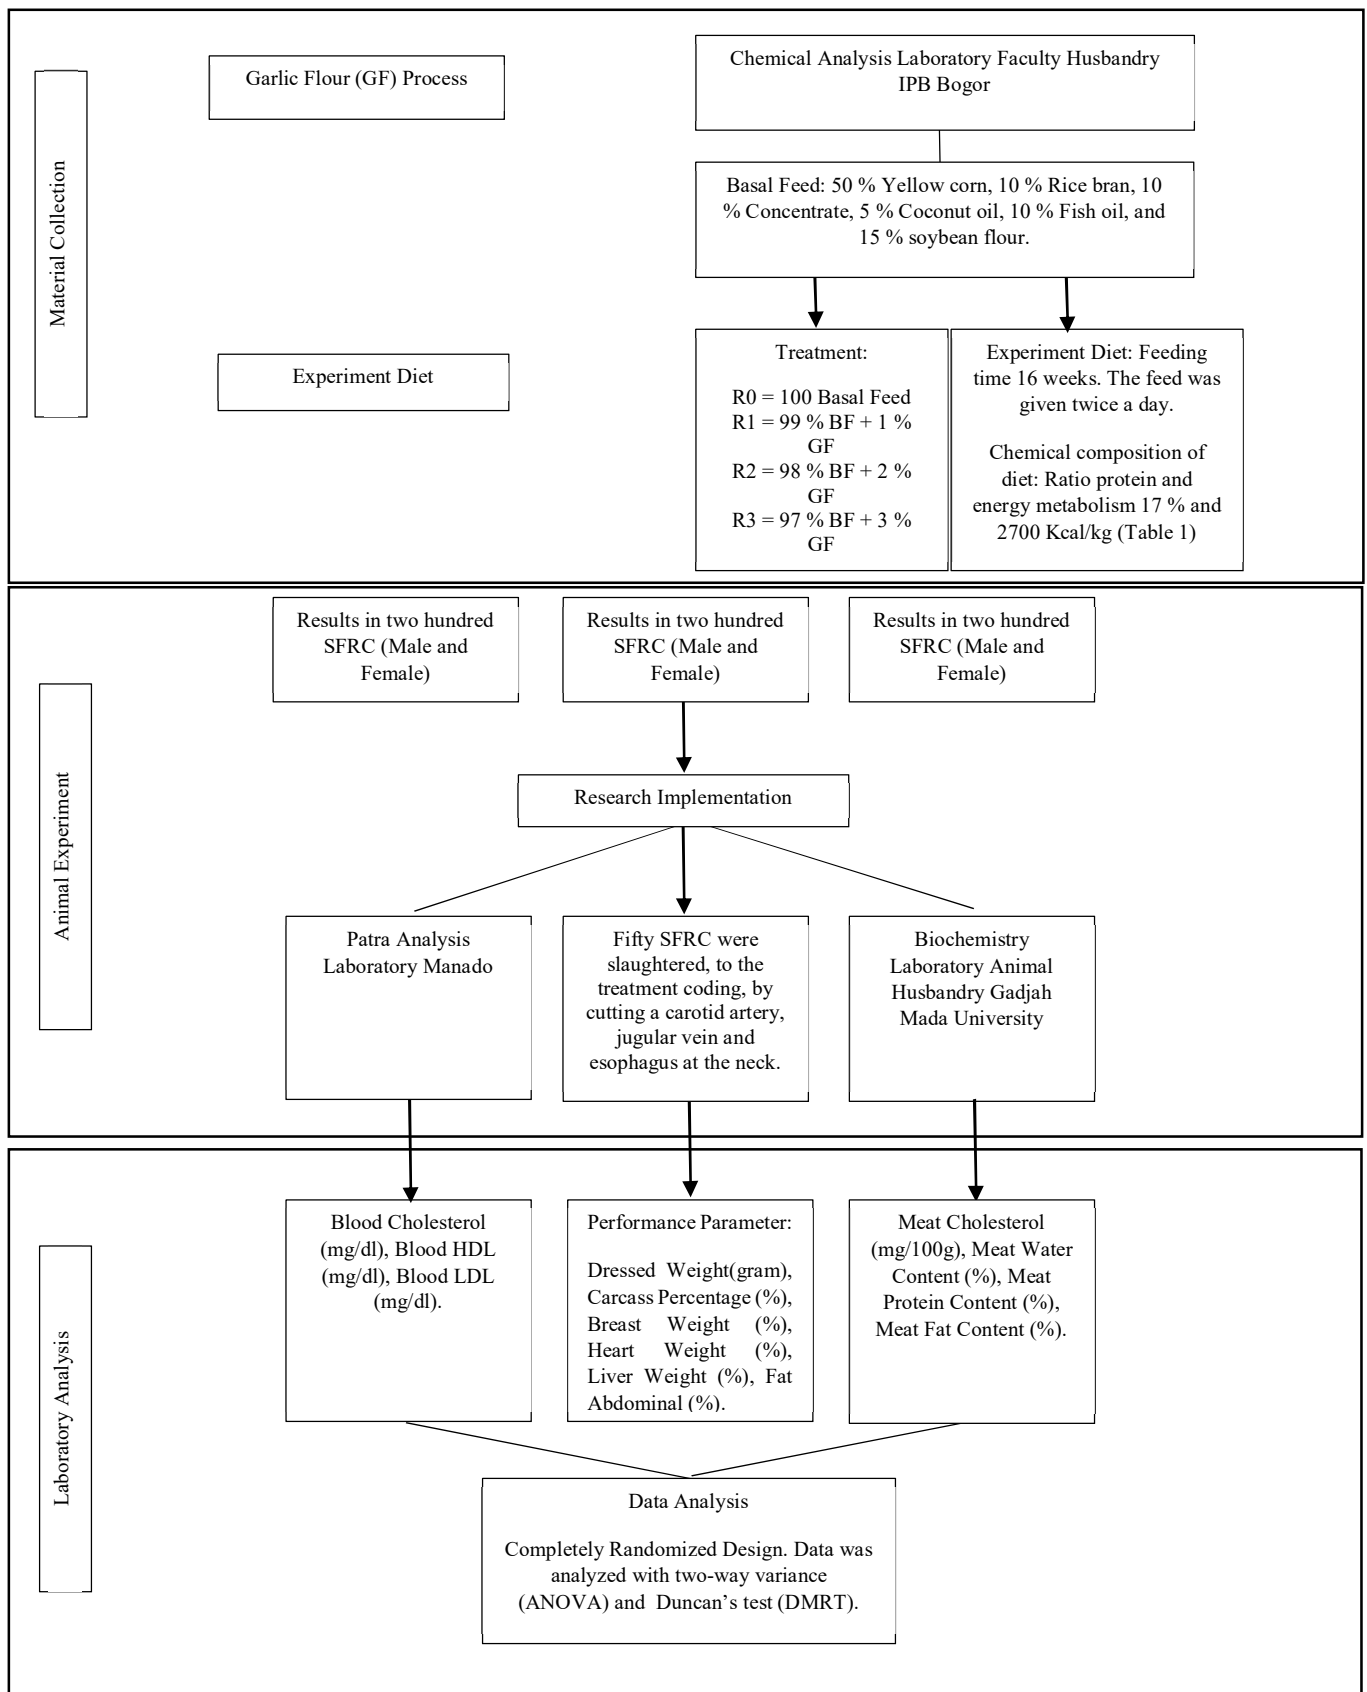 Material Collection
Garlic Flour (GF) Process
Chemical Analysis Laboratory Faculty Husbandry
IPB Bogor
Basal Feed: 50 % Yellow corn, 10 % Rice bran, 10
% Concentrate, 5 % Coconut oil, 10 % Fish oil, and
15 % soybean flour.
Experiment Diet
Treatment:
R0 = 100 Basal Feed
R1 = 99 % BF + 1 %
GF
R2 = 98 % BF + 2 %
GF
R3 = 97 % BF + 3 %
GF
Experiment Diet: Feeding
time 16 weeks. The feed was
given twice a day.
Chemical composition of
diet: Ratio protein and
energy metabolism 17 % and
2700 Kcal/kg (Table 1)
Animal Experiment
Results in two hundred
SFRC (Male and
Female)
Results in two hundred
SFRC (Male and
Female)
Results in two hundred
SFRC (Male and
Female)
Research Implementation
Patra Analysis
Laboratory Manado
Fifty SFRC were
slaughtered, to the
treatment coding, by
cutting a carotid artery,
jugular vein and
esophagus at the neck.
Biochemistry
Laboratory Animal
Husbandry Gadjah
Mada University
Laboratory Analysis
Blood Cholesterol
(mg/dl), Blood HDL
(mg/dl), Blood LDL
(mg/dl).
Performance Parameter:
Dressed Weight(gram),
Carcass Percentage (%),
Breast Weight (%),
Heart Weight (%),
Liver Weight (%), Fat
Abdominal (%).
Meat Cholesterol
(mg/100g), Meat Water
Content (%), Meat
Protein Content (%),
Meat Fat Content (%).
Data Analysis
Completely Randomized Design. Data was
analyzed with two-way variance
(ANOVA) and Duncan's test (DMRT).